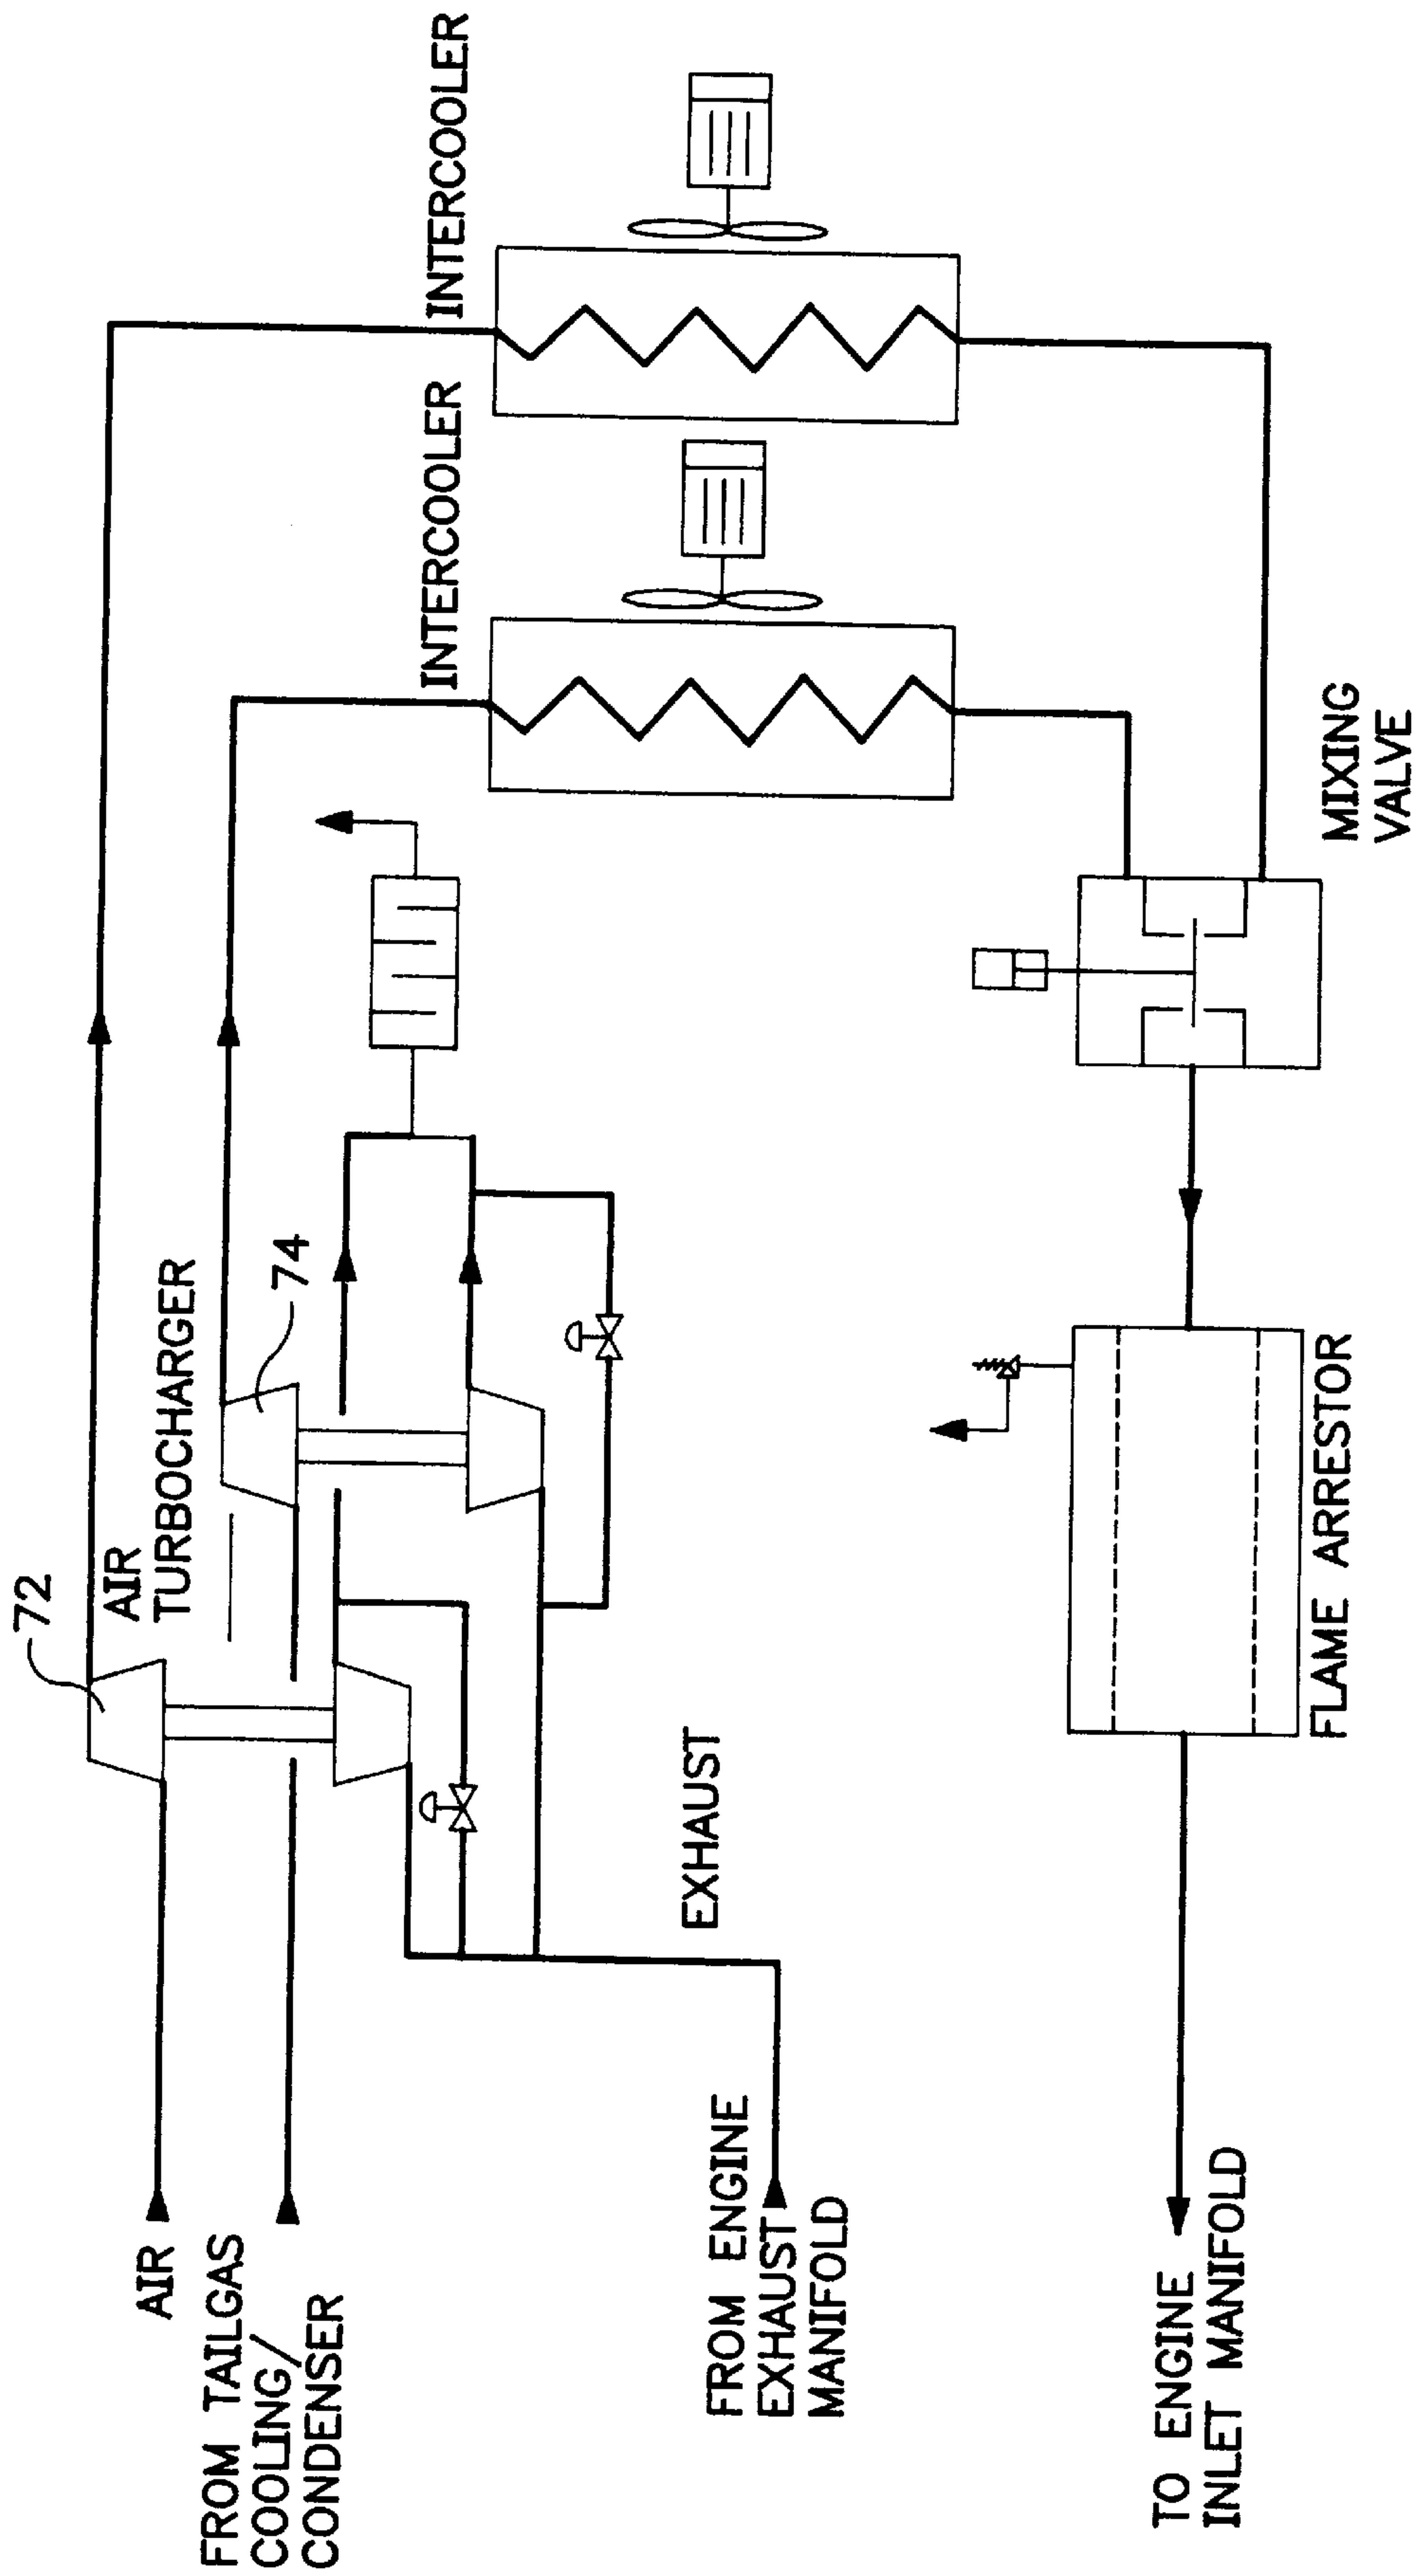 72
AIR
TURBOCHARGER
74
INTERCOOLER
INTERCOOLER
AIR
FROM TAILGAS
COOLING/
CONDENSER
EXHAUST
FROM ENGINE
EXHAUST
MANIFOLD
MIXING
VALVE
FLAME ARRESTOR
TO ENGINE
INLET MANIFOLD